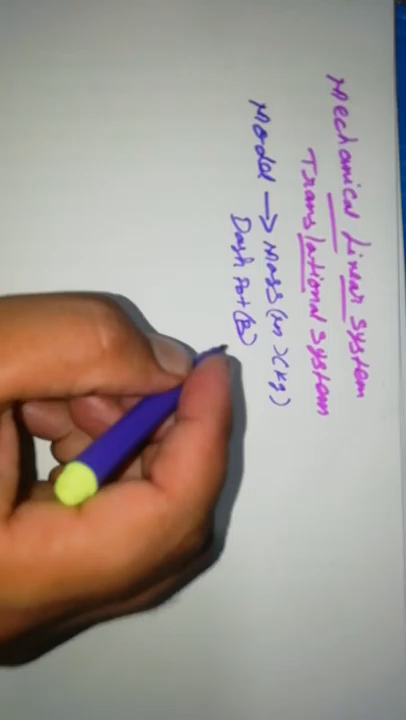 Mechanical Linear System
Translational System
Model → Mass (m)(kg)
Dash Pot (B)